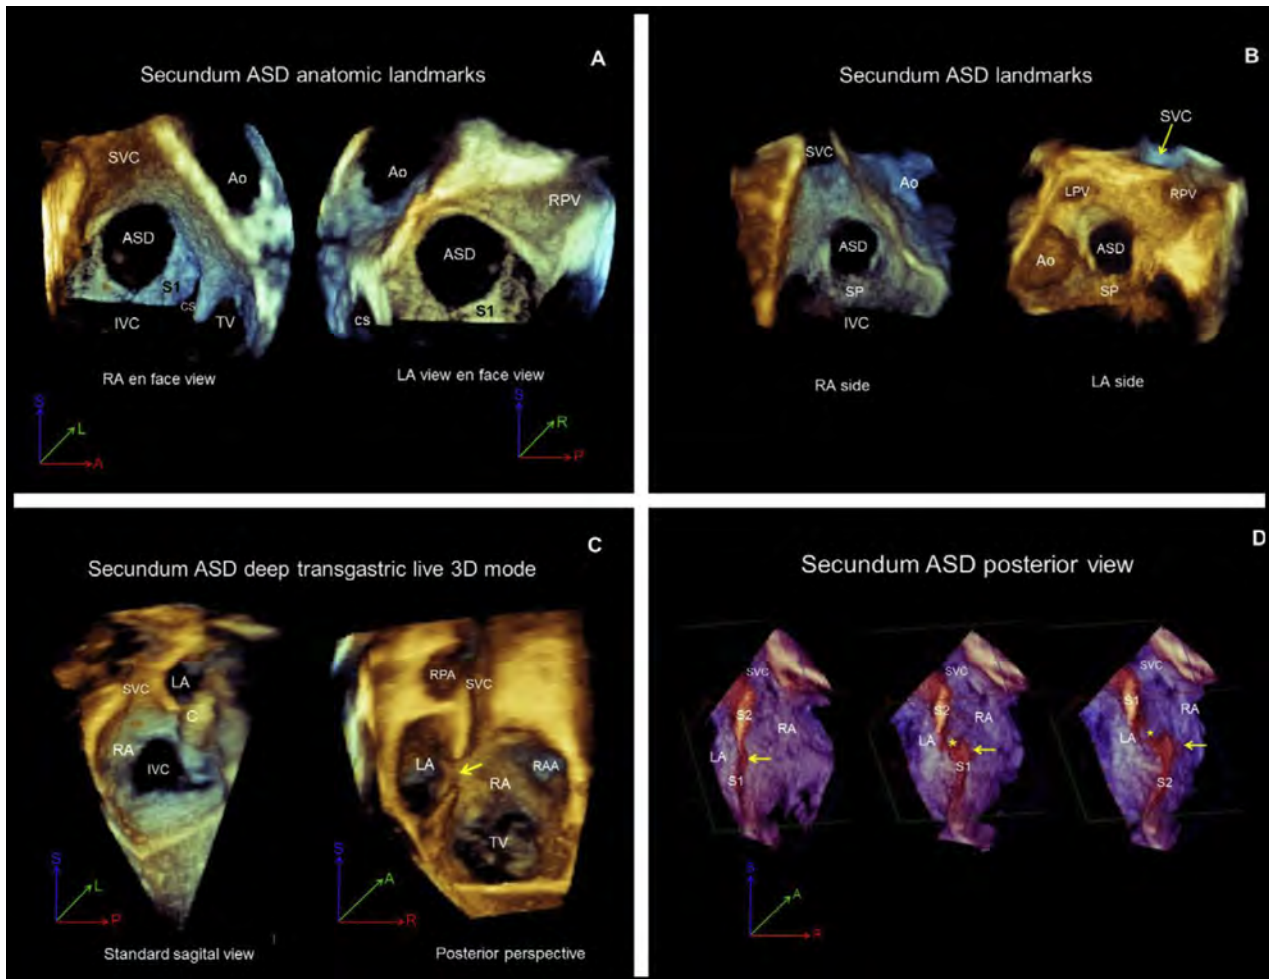 A
Secundum ASD anatomic landmarks
SVC
Ao
ASD
S1
CS
IVC
TV
RA en face view
S
L
A
Ao
RPV
ASD
S1
CS
LA view en face view
S
R
P
B
Secundum ASD landmarks
SVC
Ao
ASD
SP
IVC
RA side
SVC
LPV
RPV
Ao
ASD
SP
LA side
C
Secundum ASD deep transgastric live 3D mode
SVC
LA
C
RA
IVC
S
L
P
Standard sagital view
RPA
SVC
LA
RA
RAA
TV
S
A
R
Posterior perspective
D
Secundum ASD posterior view
SVC
S2
RA
LA
S1
SVC
S2
RA
LA
S1
SVC
S1
RA
LA
S2
S
A
R